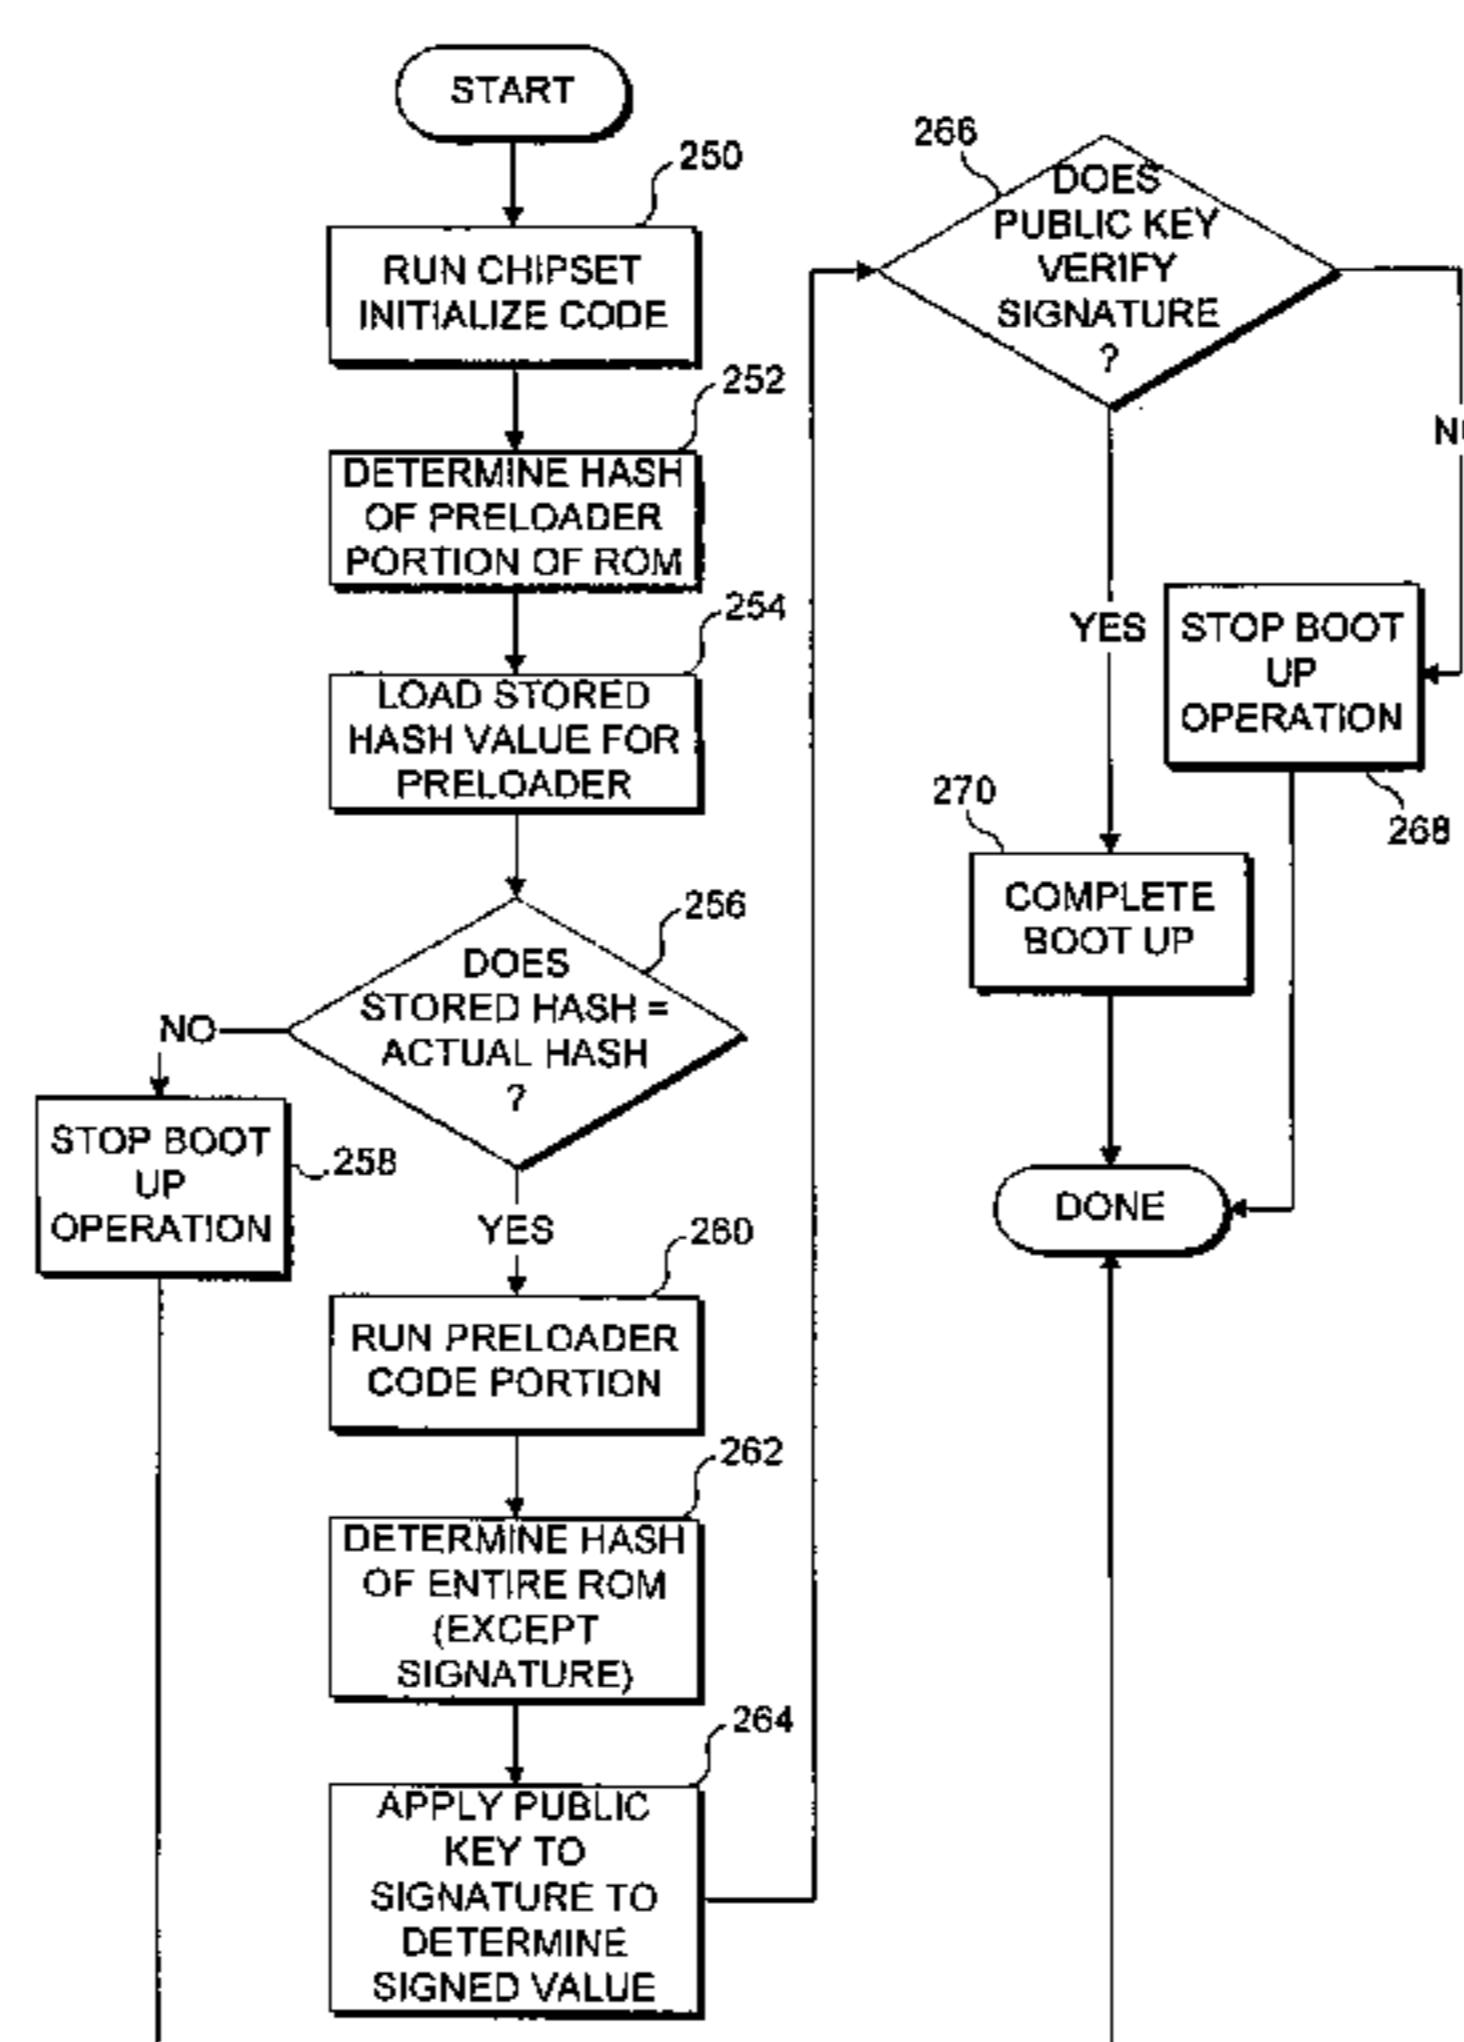 START
250
RUN CHIPSET
INITIALIZE CODE
252
DETERMINE HASH
OF PRELOADER
PORTION OF ROM
254
LOAD STORED
HASH VALUE FOR
PRELOADER
256
DOES
STORED HASH =
ACTUAL HASH
?
NO
STOP BOOT
UP
OPERATION
258
YES
260
RUN PRELOADER
CODE PORTION
262
DETERMINE HASH
OF ENTIRE ROM
(EXCEPT
SIGNATURE)
264
APPLY PUBLIC
KEY TO
SIGNATURE TO
DETERMINE
SIGNED VALUE
266
DOES
PUBLIC KEY
VERIFY
SIGNATURE
?
YES
STOP BOOT
UP
OPERATION
268
270
COMPLETE
BOOT UP
DONE